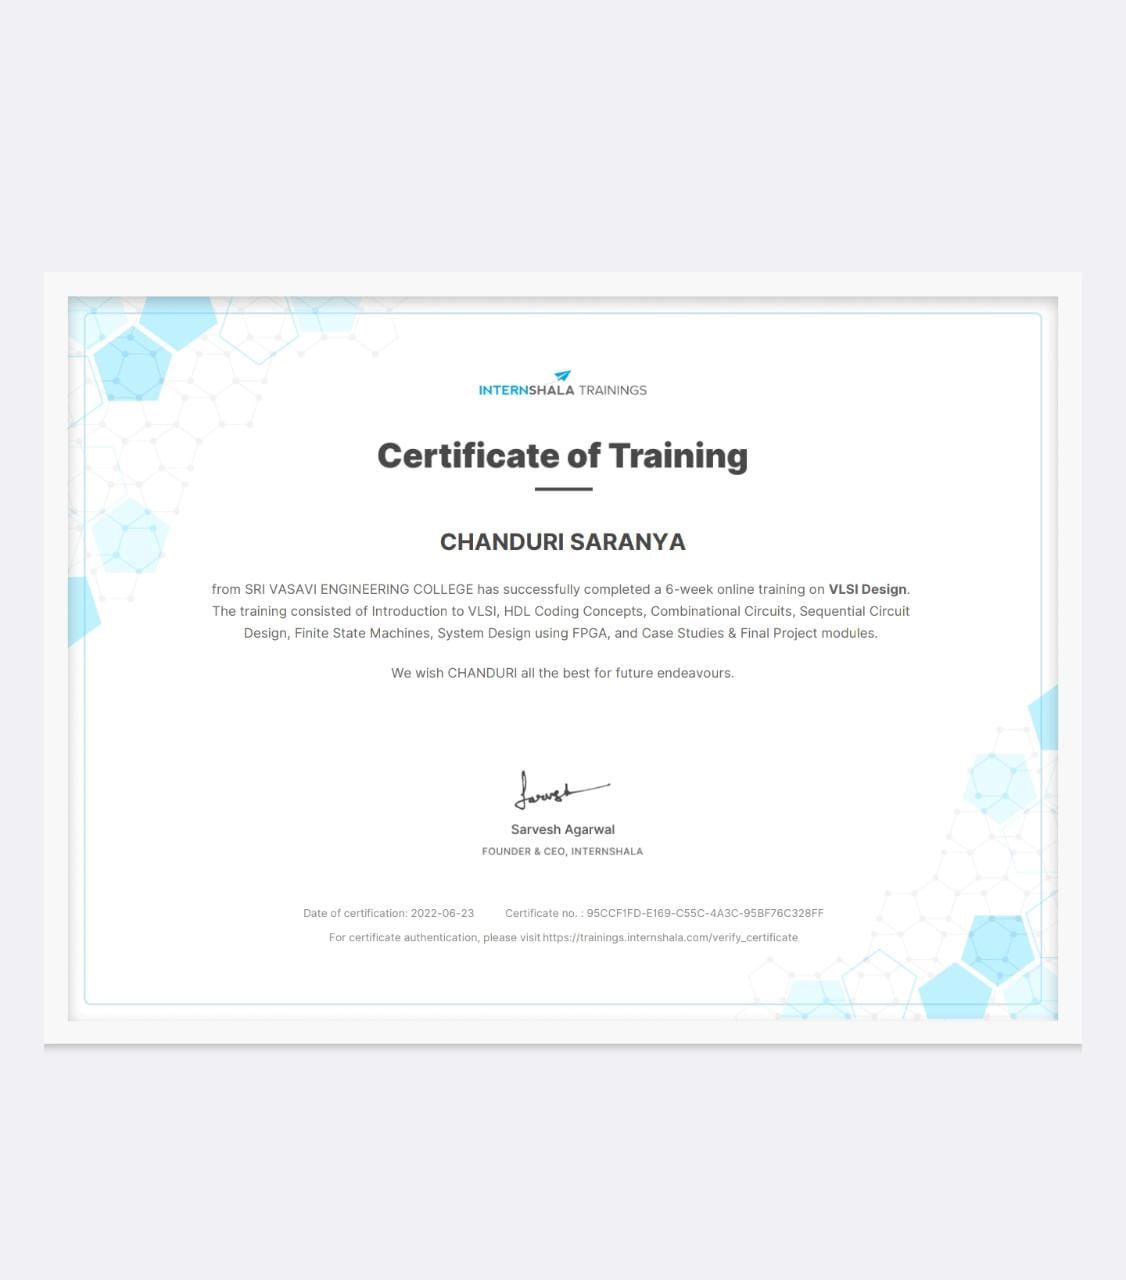 INTERNSHALA TRAININGS
Certificate of Training
CHANDURI SARANYA
from SRI VASAVI ENGINEERING COLLEGE has successfully completed a 6-week online training on VLSI Design.
The training consisted of Introduction to VLSI, HDL Coding Concepts, Combinational Circuits, Sequential Circuit
Design, Finite State Machines, System Design using FPGA, and Case Studies & Final Project modules.
We wish CHANDURI all the best for future endeavours.
Sarvesh
Sarvesh Agarwal
FOUNDER & CEO, INTERNSHALA
Date of certification: 2022-06-23 Certificate no. : 95CCF1FD-E169-C55C-4A3C-95BF76C328FF
For certificate authentication, please visit https://trainings.internshala.com/verify_certificate